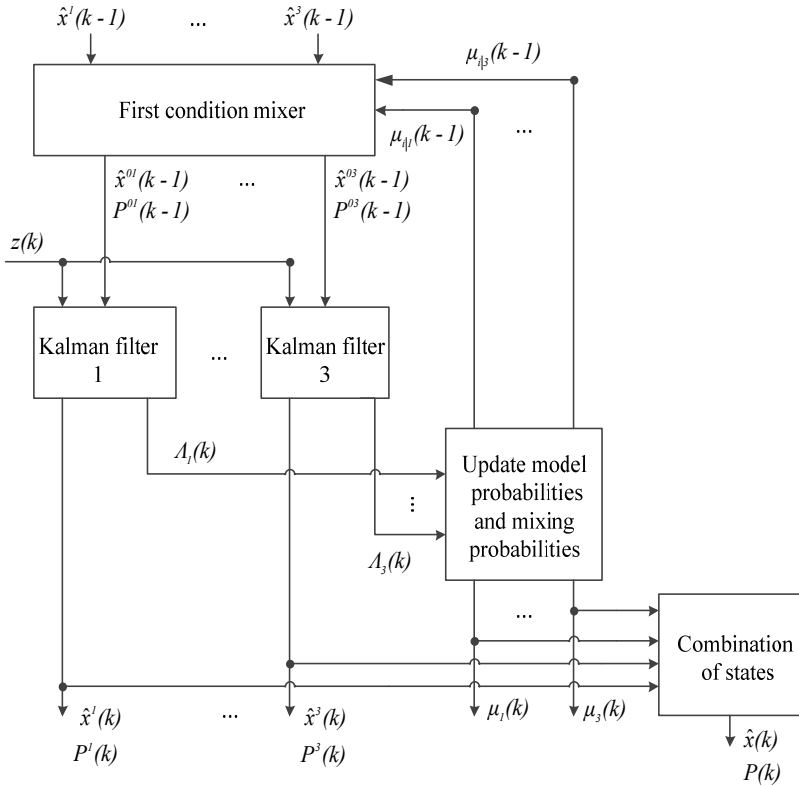 x̂¹(k-1) ... x̂³(k-1)
μᵢ|₃(k-1)
First condition mixer
μᵢ|₁(k-1) ...
x̂⁰¹(k-1) ... x̂⁰³(k-1)
P⁰¹(k-1) P⁰³(k-1)
z(k)
Kalman filter
1
...
Kalman filter
3
Λ₁(k)
...
Λ₃(k)
Update model
probabilities
and mixing
probabilities
...
Combination
of states
x̂¹(k) ... x̂³(k) μ₁(k) μ₃(k)
P¹(k) P³(k)
x̂(k)
P(k)